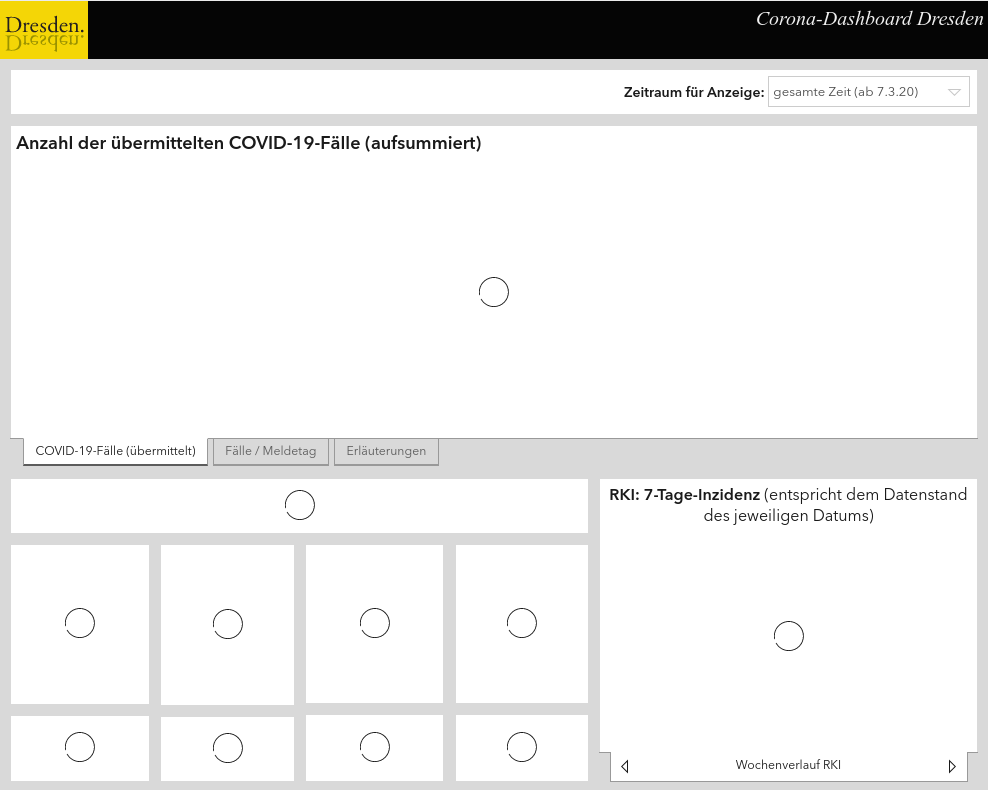 Dresden.
Dresden.
Corona-Dashboard Dresden
Zeitraum für Anzeige: gesamte Zeit (ab 7.3.20)
Anzahl der übermittelten COVID-19-Fälle (aufsummiert)
COVID-19-Fälle (übermittelt) Fälle / Meldetag Erläuterungen
RKI: 7-Tage-Inzidenz (entspricht dem Datenstand
des jeweiligen Datums)
Wochenverlauf RKI